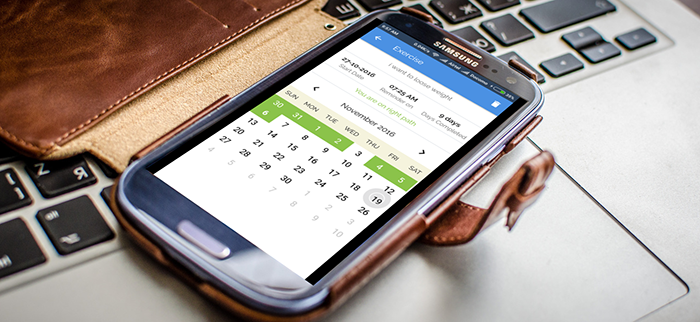 SAMSUNG
Exercise
I want to loose weight
27-10-2016 07:25 AM 9 days
Start Date Reminder on Days Completed
You are on right path
November 2016
SUN MON TUE WED THU FRI SAT
30 31 1 2 3 4 5
6 7 8 9 10 11 12
13 14 15 16 17 18 19
20 21 22 23 24 25 26
27 28 29 30 1 2 3
4 5 6 7 8 9 10